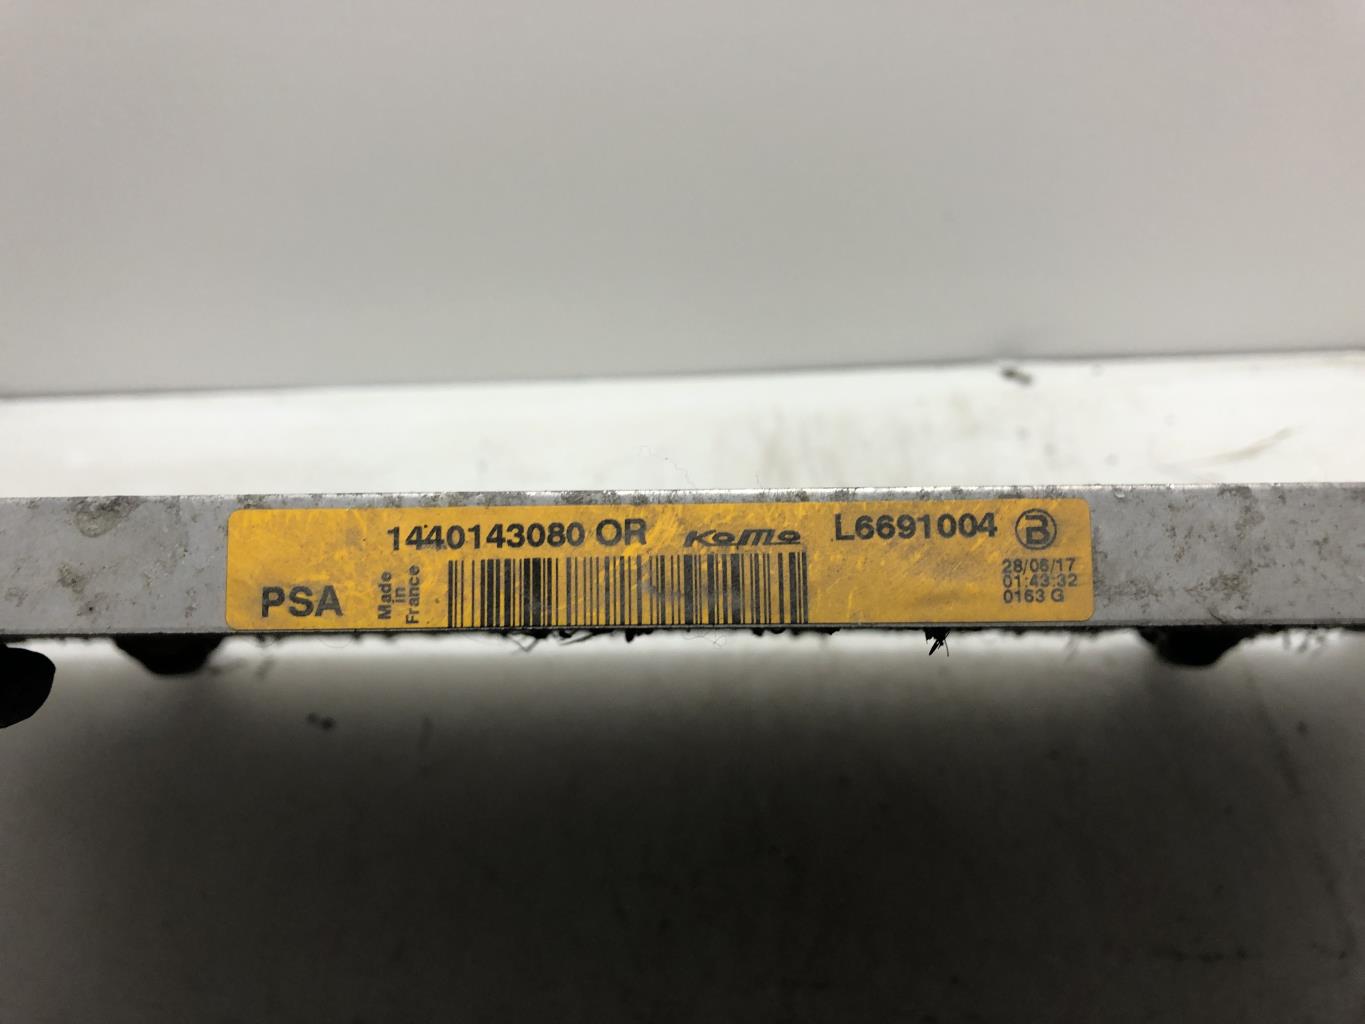 1440143080 OR KoMo L6691004 B
PSA
Made
in
France
28/06/17
01:43:32
0163 G